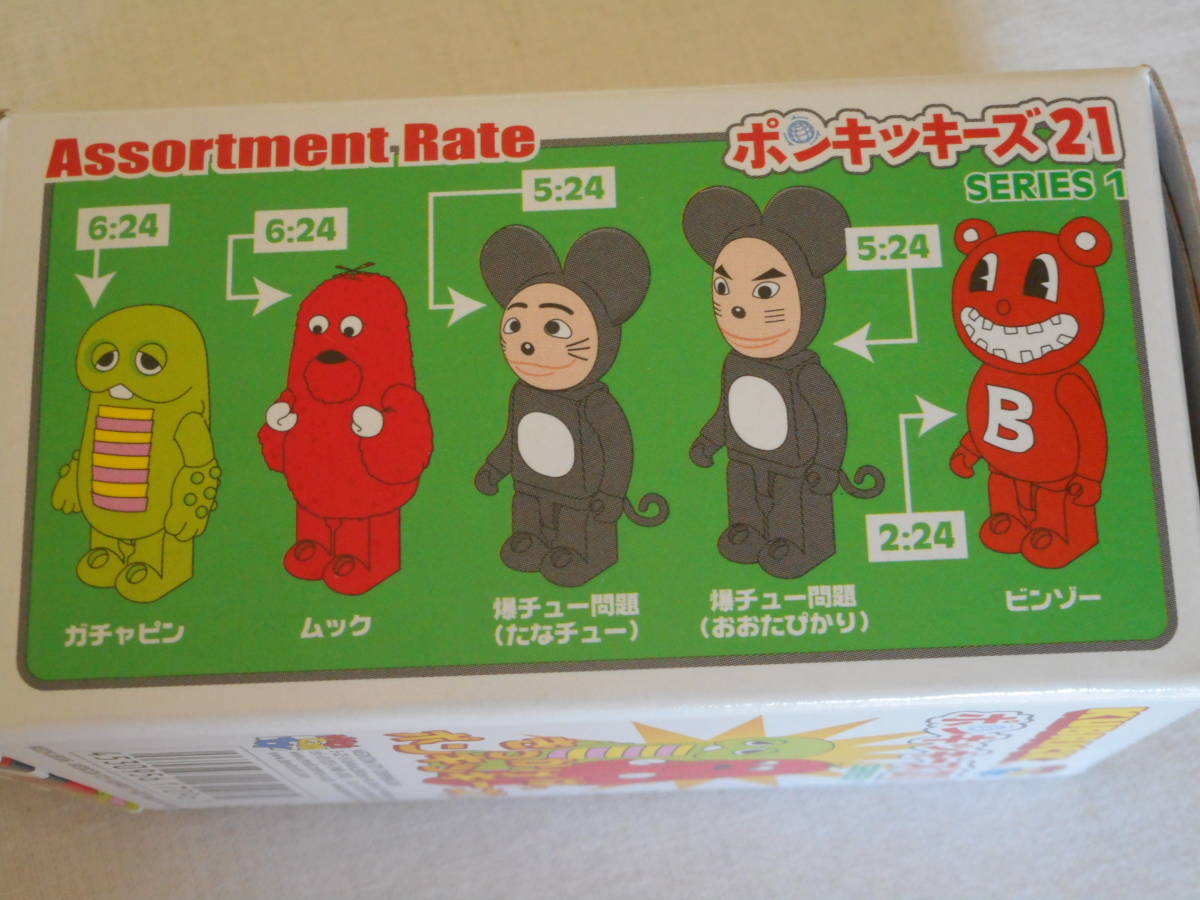 Assortment Rate
ポンキッキーズ21
SERIES 1
6:24
6:24
5:24
5:24
2:24
ガチャピン
ムック
爆チュー問題
(たなチュー)
爆チュー問題
(おおたぴかり)
ビンゾー
B